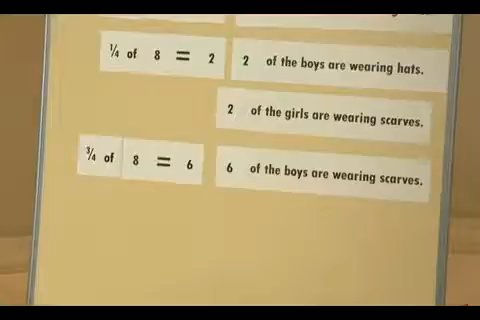 ¼ of 8 = 2 2 of the boys are wearing hats.
2 of the girls are wearing scarves.
¾ of 8 = 6 6 of the boys are wearing scarves.